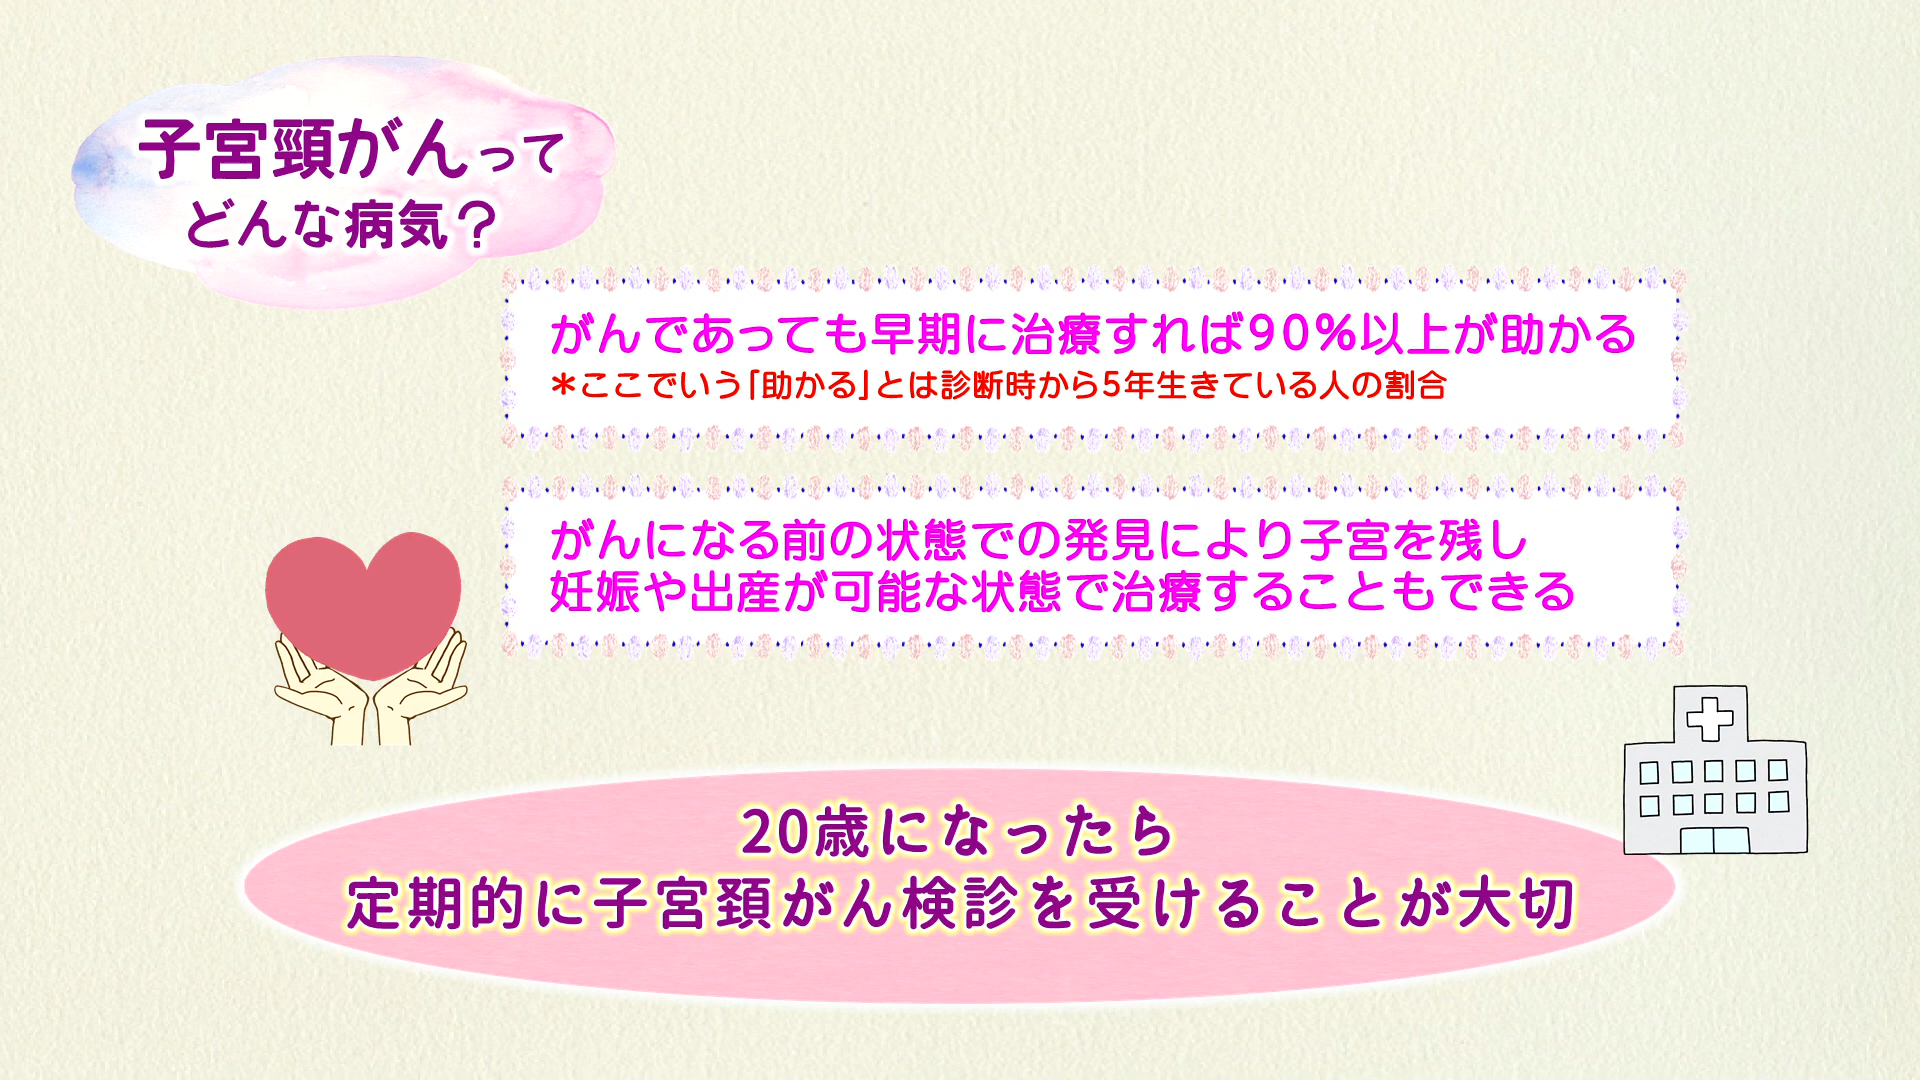 子宮頸がんって
どんな病気？
がんであっても早期に治療すれば90％以上が助かる
＊ここでいう「助かる」とは診断時から5年生きている人の割合
がんになる前の状態での発見により子宮を残し
妊娠や出産が可能な状態で治療することもできる
20歳になったら
定期的に子宮頚がん検診を受けることが大切